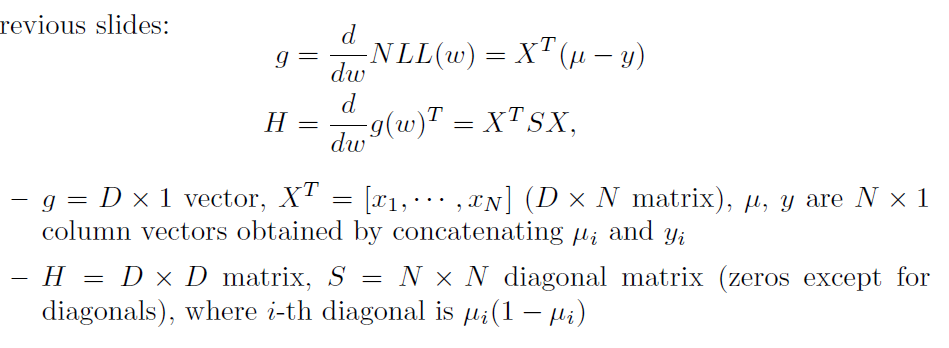 revious slides:
g = d/dw NLL(w) = X^T(μ − y)
H = d/dw g(w)^T = X^T SX,
– g = D × 1 vector, X^T = [x_1, ⋯ , x_N] (D × N matrix), μ, y are N × 1
column vectors obtained by concatenating μ_i and y_i
– H = D × D matrix, S = N × N diagonal matrix (zeros except for
diagonals), where i-th diagonal is μ_i(1 − μ_i)